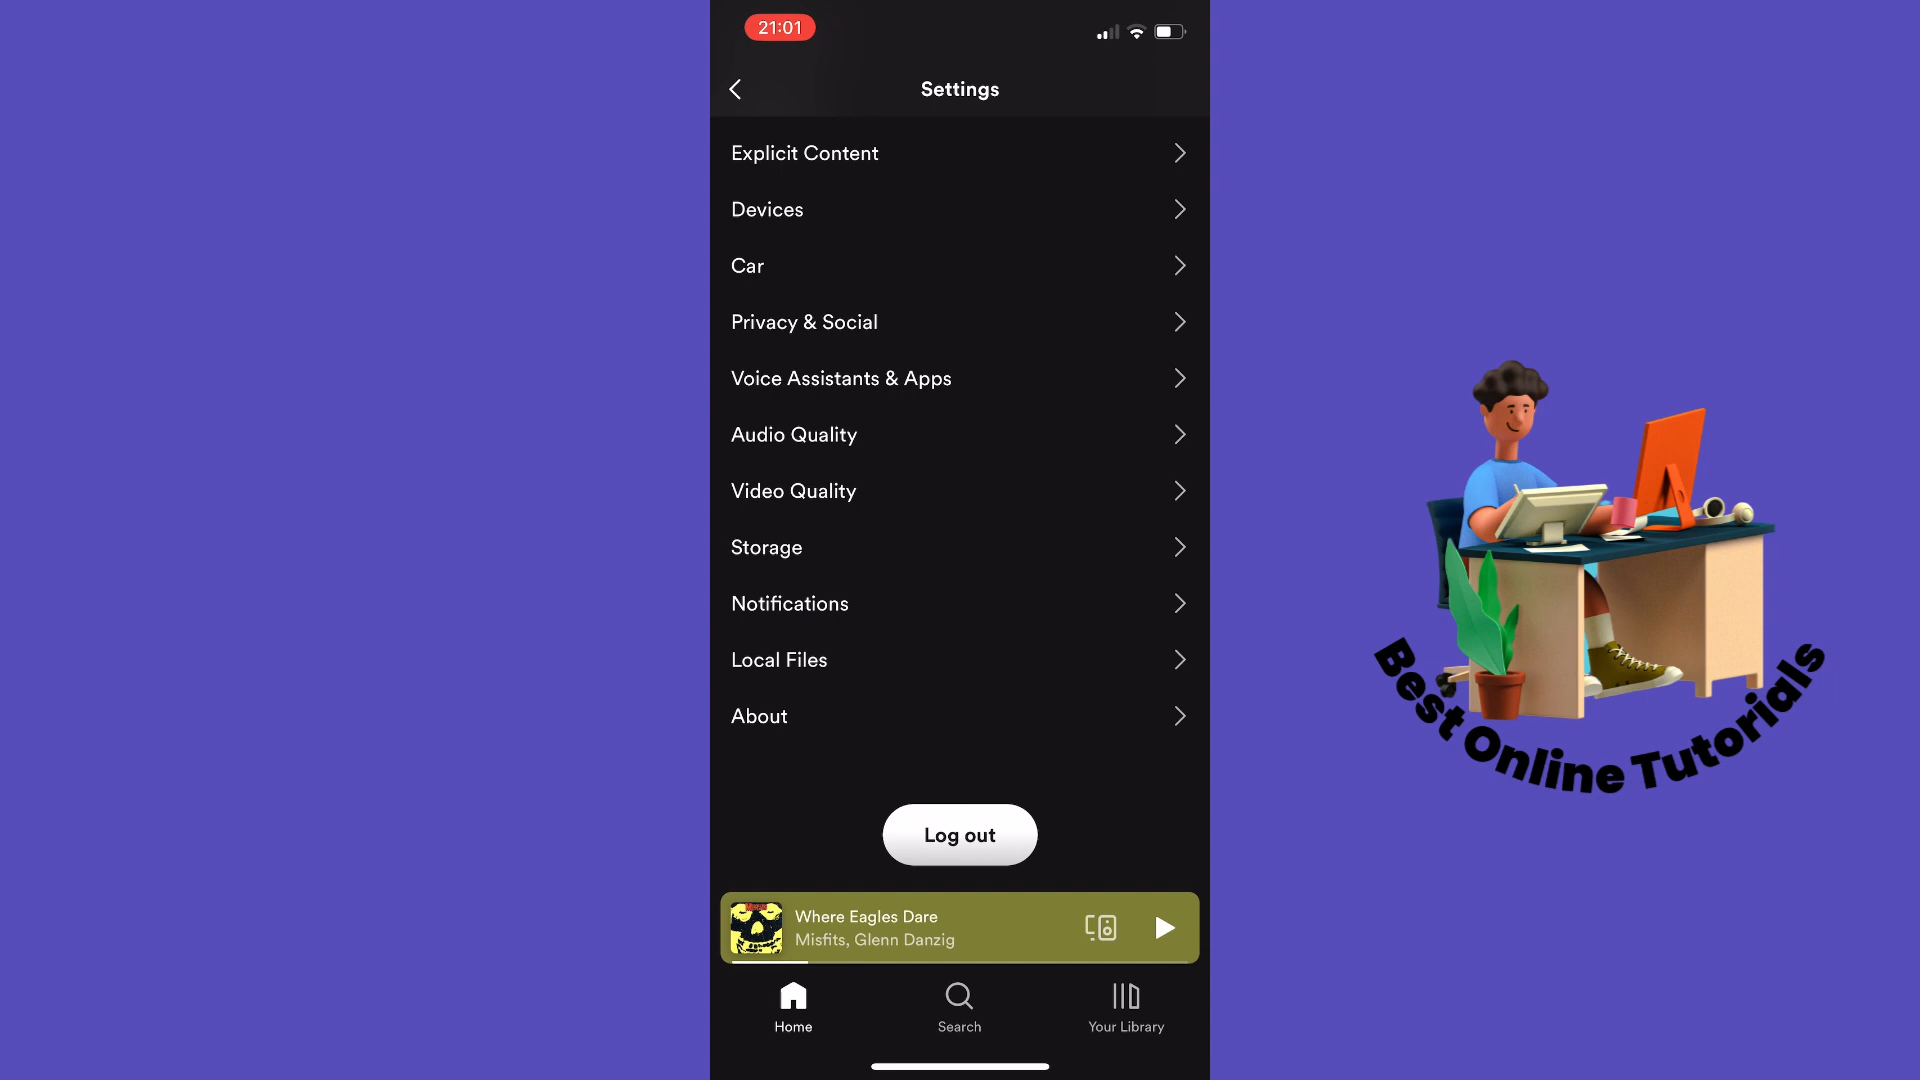 21:01
Settings
Explicit Content
Devices
Car
Privacy & Social
Voice Assistants & Apps
Audio Quality
Video Quality
Storage
Notifications
Local Files
About
Log out
Where Eagles Dare
Misfits, Glenn Danzig
Home
Search
Your Library
Best Online Tutorials